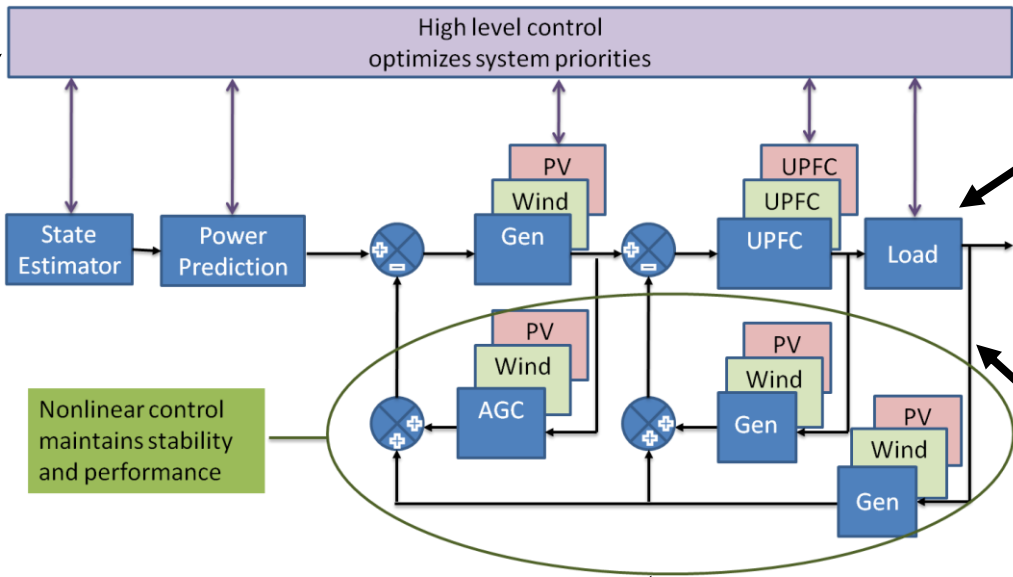 High level control
optimizes system priorities
PV
Wind
Gen
UPFC
UPFC
UPFC
State
Estimator
Power
Prediction
Load
+
−
+
−
PV
Wind
AGC
PV
Wind
Gen
PV
Wind
Gen
+
+
+
+
Nonlinear control
maintains stability
and performance